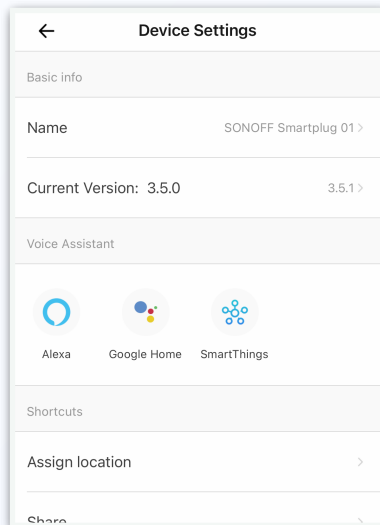 Device Settings
Basic info
Name SONOFF Smartplug 01
Current Version: 3.5.0 3.5.1
Voice Assistant
Alexa Google Home SmartThings
Shortcuts
Assign location
Share